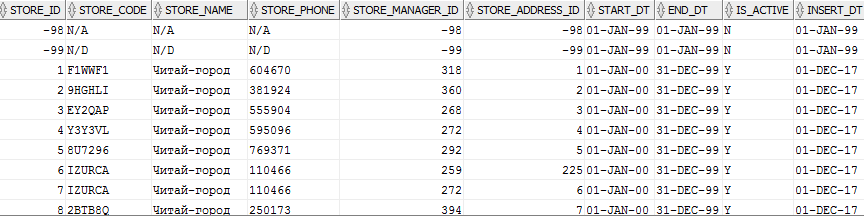 STORE_ID STORE_CODE STORE_NAME STORE_PHONE STORE_MANAGER_ID STORE_ADDRESS_ID START_DT END_DT IS_ACTIVE INSERT_DT
-98 N/A N/A N/A -98 -98 01-JAN-99 01-JAN-99 N 01-JAN-99
-99 N/D N/D N/D -99 -99 01-JAN-99 01-JAN-99 N 01-JAN-99
1 F1WWF1 Читай-город 604670 318 1 01-JAN-00 31-DEC-99 Y 01-DEC-17
2 9HGHLI Читай-город 381924 360 2 01-JAN-00 31-DEC-99 Y 01-DEC-17
3 EY2QAP Читай-город 555904 268 3 01-JAN-00 31-DEC-99 Y 01-DEC-17
4 Y3Y3VL Читай-город 595096 272 4 01-JAN-00 31-DEC-99 Y 01-DEC-17
5 8U7296 Читай-город 769371 292 5 01-JAN-00 31-DEC-99 Y 01-DEC-17
6 IZURCA Читай-город 110466 259 225 01-JAN-00 31-DEC-99 Y 01-DEC-17
7 IZURCA Читай-город 110466 272 6 01-JAN-00 31-DEC-99 Y 01-DEC-17
8 2BTB8Q Читай-город 250173 394 7 01-JAN-00 31-DEC-99 Y 01-DEC-17